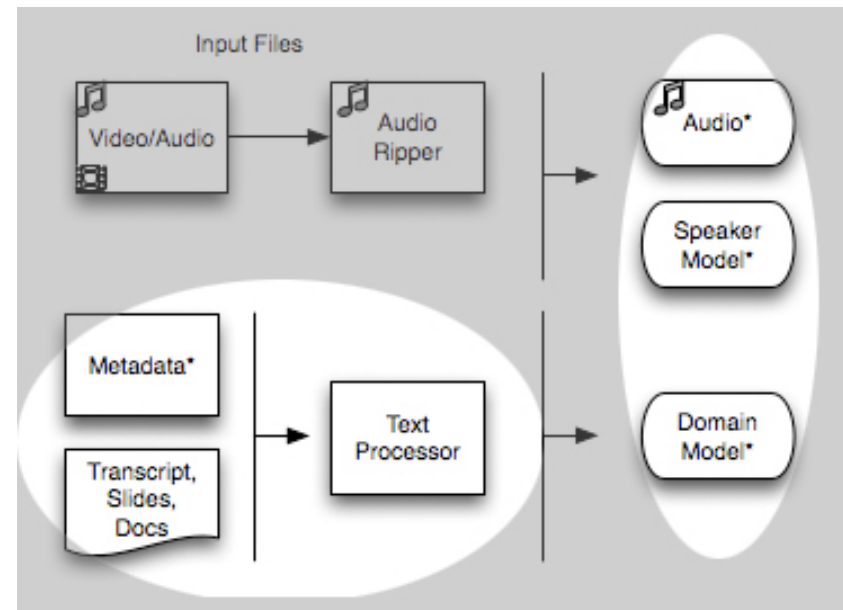 Input Files
Video/Audio
Audio
Ripper
Audio*
Speaker
Model*
Metadata*
Transcript,
Slides,
Docs
Text
Processor
Domain
Model*